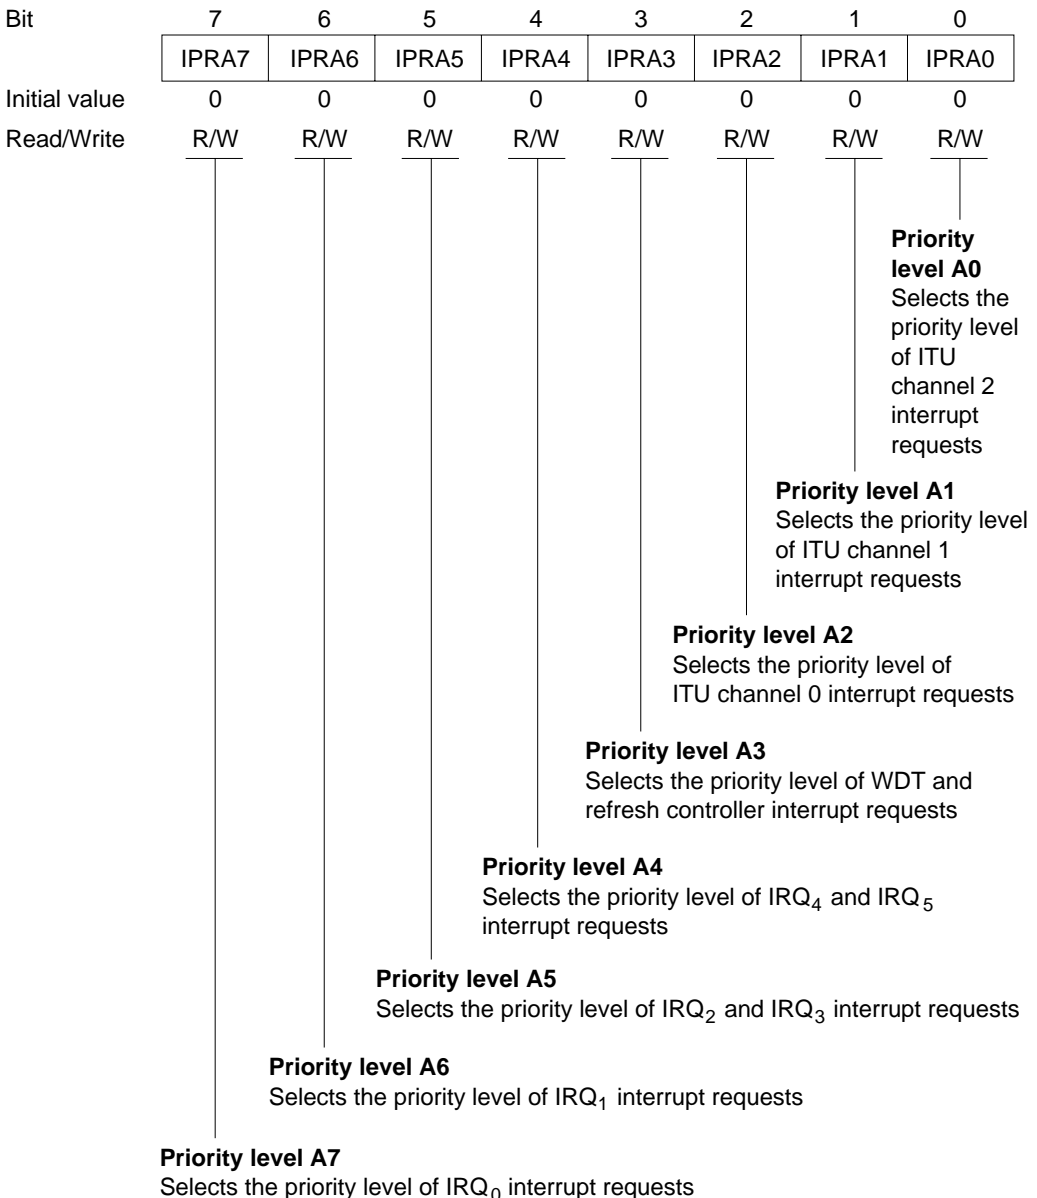 Bit 7 6 5 4 3 2 1 0
IPRA7 IPRA6 IPRA5 IPRA4 IPRA3 IPRA2 IPRA1 IPRA0
Initial value 0 0 0 0 0 0 0 0
Read/Write R/W R/W R/W R/W R/W R/W R/W R/W
Priority
level A0
Selects the
priority level
of ITU
channel 2
interrupt
requests
Priority level A1
Selects the priority level
of ITU channel 1
interrupt requests
Priority level A2
Selects the priority level of
ITU channel 0 interrupt requests
Priority level A3
Selects the priority level of WDT and
refresh controller interrupt requests
Priority level A4
Selects the priority level of IRQ₄ and IRQ₅
interrupt requests
Priority level A5
Selects the priority level of IRQ₂ and IRQ₃ interrupt requests
Priority level A6
Selects the priority level of IRQ₁ interrupt requests
Priority level A7
Selects the priority level of IRQ₀ interrupt requests